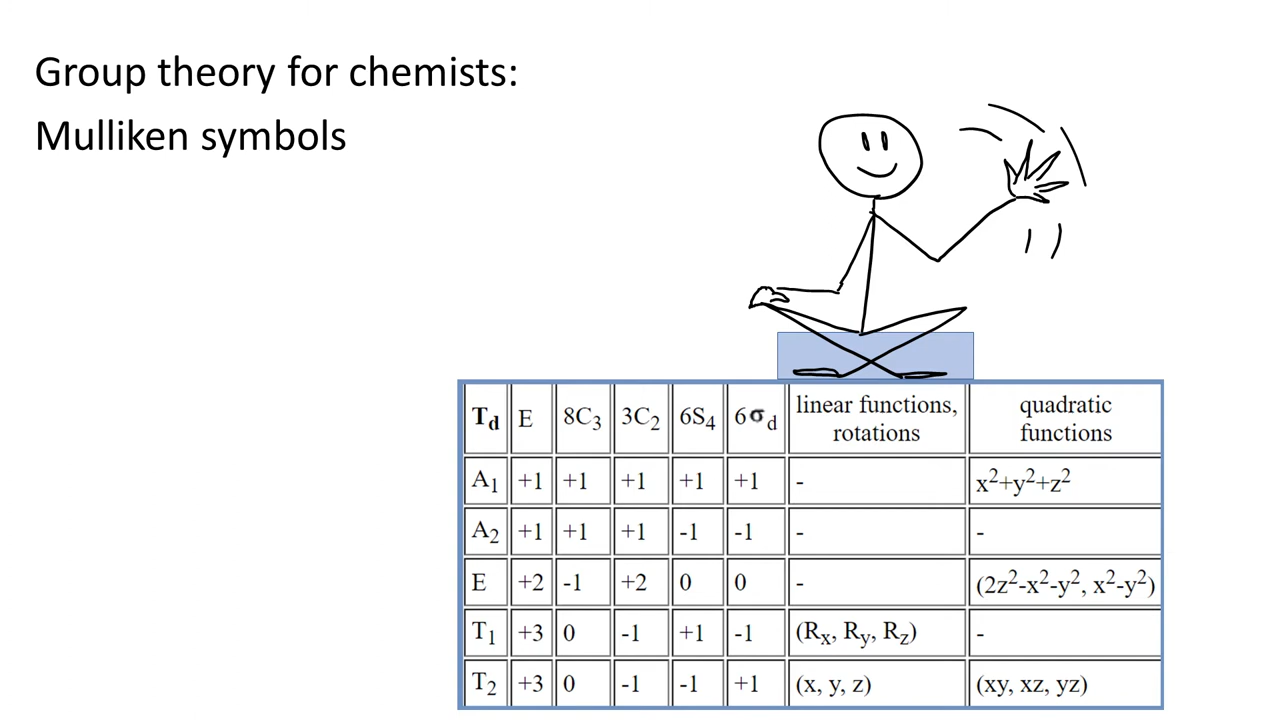 Group theory for chemists:
Mulliken symbols
Td E 8C3 3C2 6S4 6σd linear functions, rotations quadratic functions
A1 +1 +1 +1 +1 +1 - x²+y²+z²
A2 +1 +1 +1 -1 -1 - -
E +2 -1 +2 0 0 - (2z²-x²-y², x²-y²)
T1 +3 0 -1 +1 -1 (Rx, Ry, Rz) -
T2 +3 0 -1 -1 +1 (x, y, z) (xy, xz, yz)